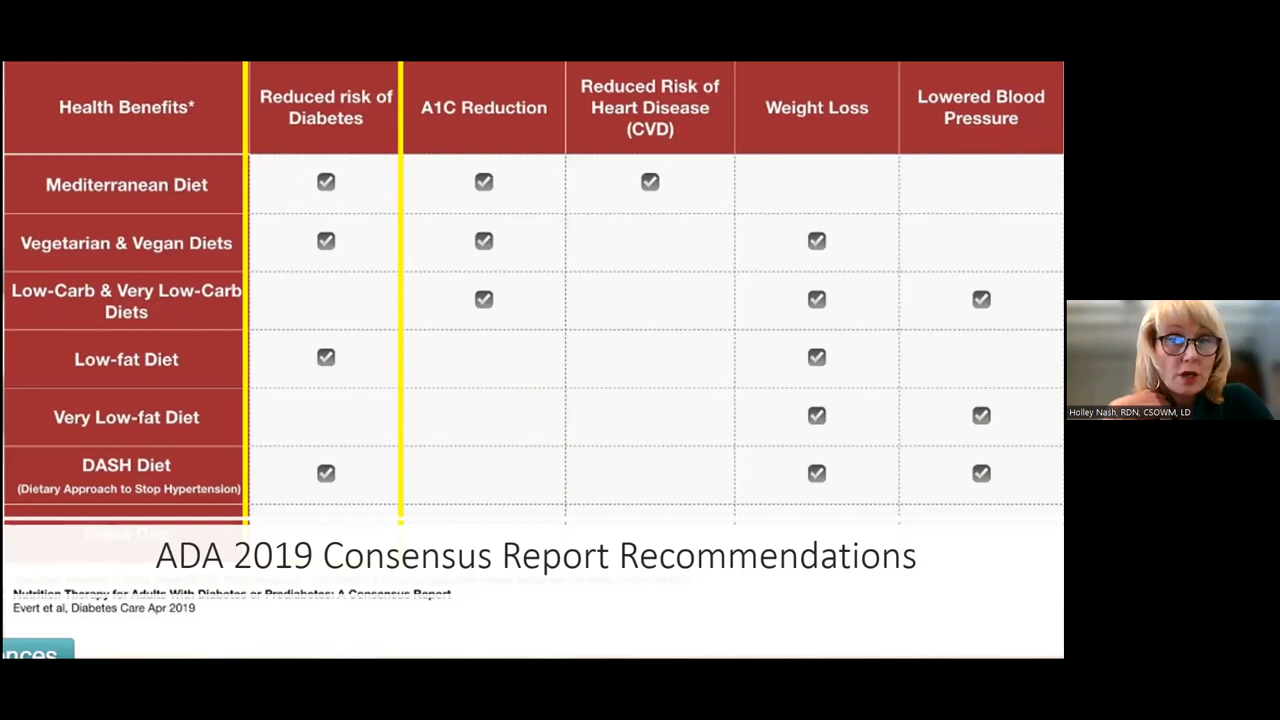 Health Benefits*
Reduced risk of
Diabetes
A1C Reduction
Reduced Risk of
Heart Disease
(CVD)
Weight Loss
Lowered Blood
Pressure
Mediterranean Diet
Vegetarian & Vegan Diets
Low-Carb & Very Low-Carb
Diets
Low-fat Diet
Very Low-fat Diet
DASH Diet
(Dietary Approach to Stop Hypertension)
ADA 2019 Consensus Report Recommendations
Nutrition Therapy for Adults With Diabetes or Prediabetes: A Consensus Report
Evert et al, Diabetes Care Apr 2019
nces
Holley Nash, RDN, CSOWM, LD